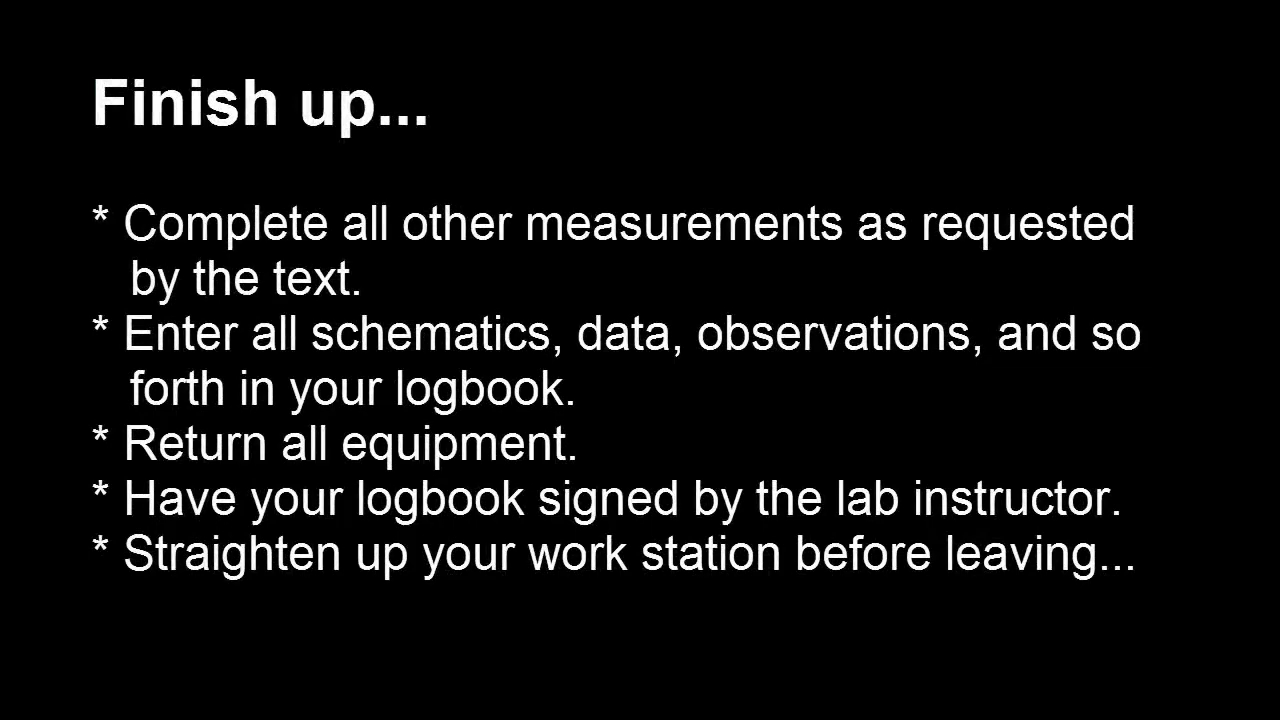 Finish up...
* Complete all other measurements as requested
by the text.
* Enter all schematics, data, observations, and so
forth in your logbook.
* Return all equipment.
* Have your logbook signed by the lab instructor.
* Straighten up your work station before leaving...